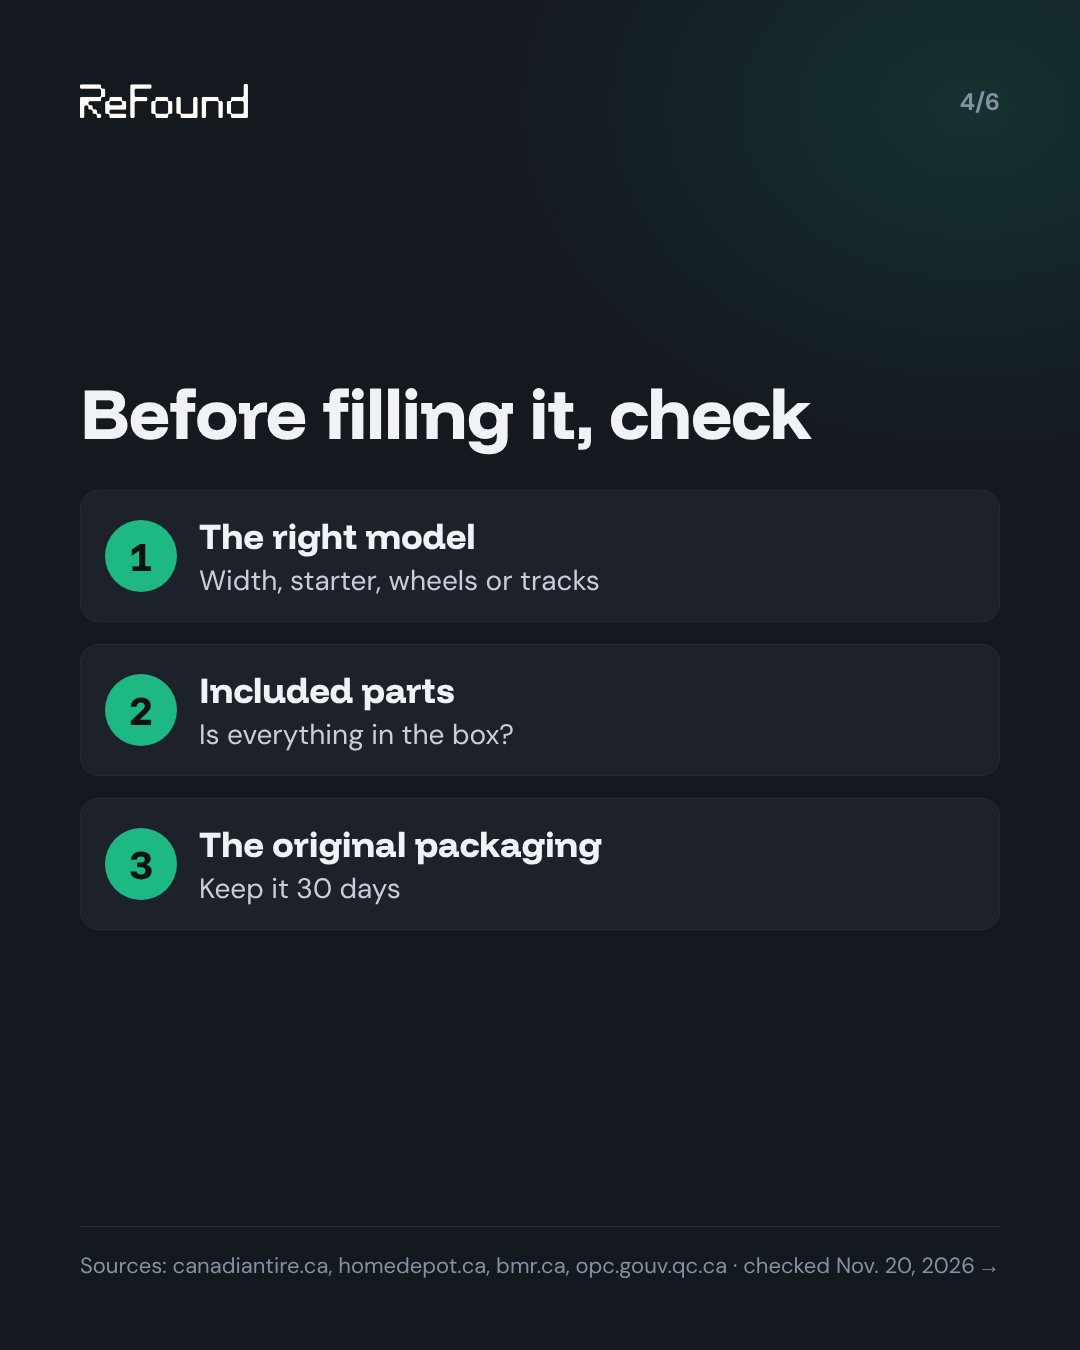 ReFound
4/6
Before filling it, check
1
The right model
Width, starter, wheels or tracks
2
Included parts
Is everything in the box?
3
The original packaging
Keep it 30 days
Sources: canadiantire.ca, homedepot.ca, bmr.ca, opc.gouv.qc.ca · checked Nov. 20, 2026 →